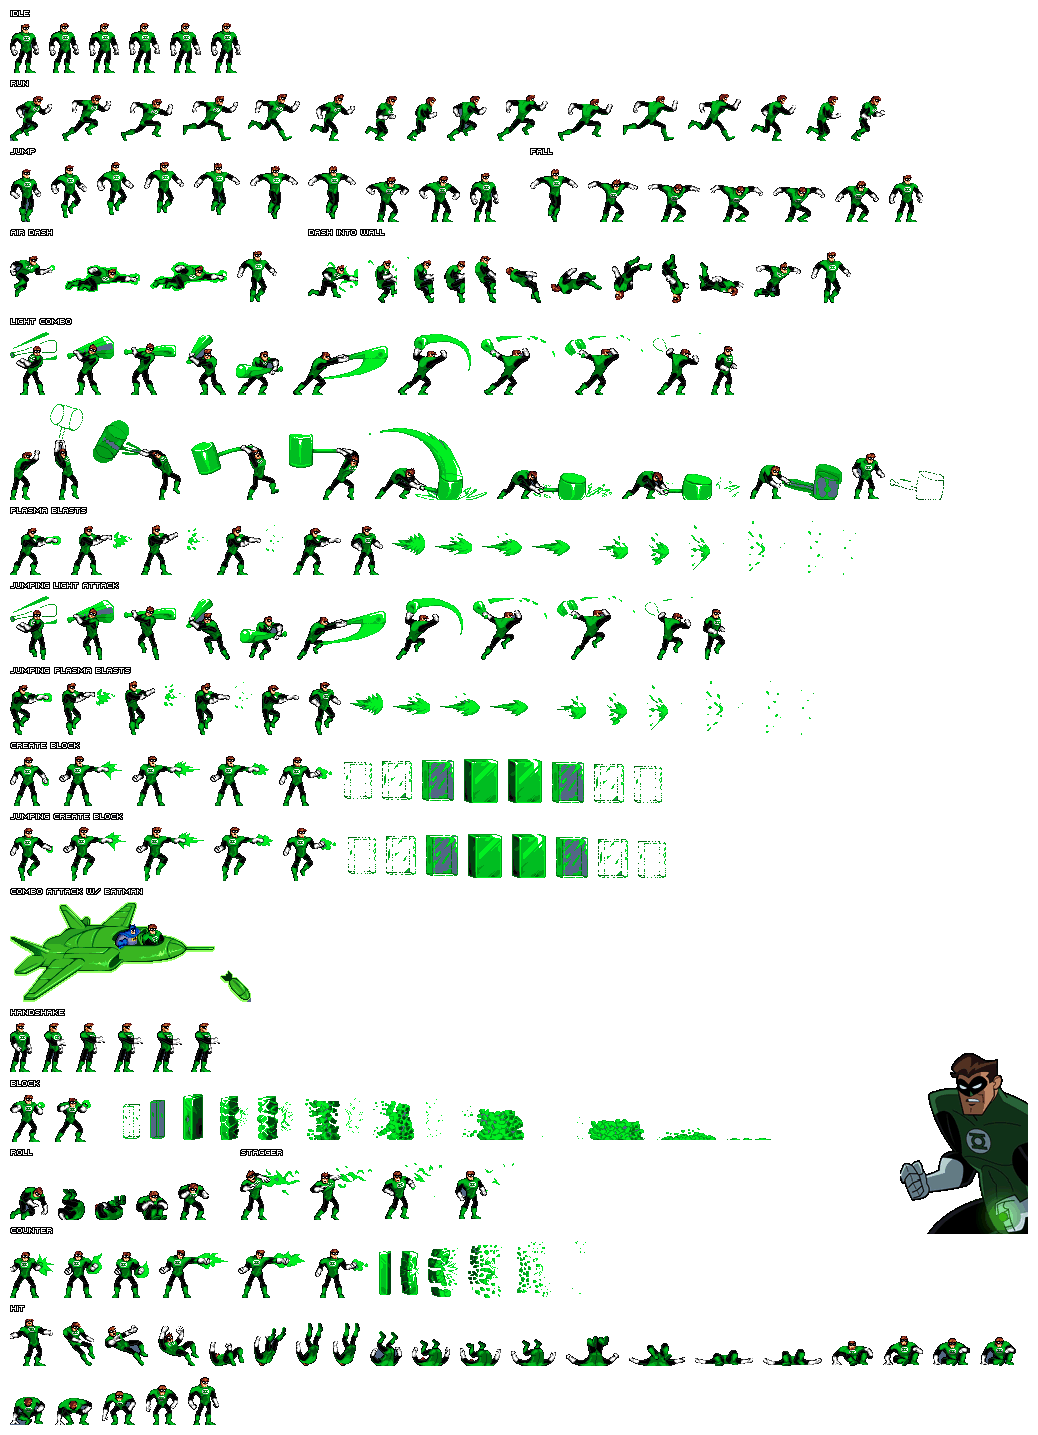 IDLE
RUN
JUMP
FALL
AIR DASH
DASH INTO WALL
LIGHT COMBO
PLASMA BLASTS
JUMPING LIGHT ATTACK
JUMPING PLASMA BLASTS
CREATE BLOCK
JUMPING CREATE BLOCK
COMBO ATTACK W/ BATMAN
HANDSHAKE
BLOCK
ROLL
STAGGER
COUNTER
HIT